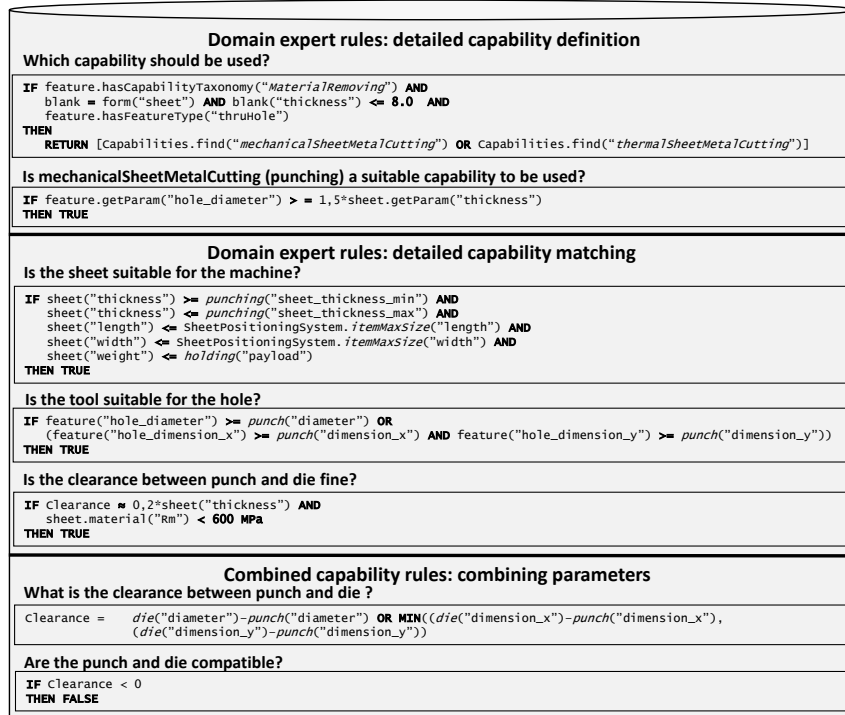 Domain expert rules: detailed capability definition
Which capability should be used?
IF feature.hasCapabilityTaxonomy("MaterialRemoving") AND
blank = form("sheet") AND blank("thickness") <= 8.0 AND
feature.hasFeatureType("thruHole")
THEN
RETURN [Capabilities.find("mechanicalSheetMetalCutting") OR Capabilities.find("thermalSheetMetalCutting")]
Is mechanicalSheetMetalCutting (punching) a suitable capability to be used?
IF feature.getParam("hole_diameter") > = 1,5*sheet.getParam("thickness")
THEN TRUE
Domain expert rules: detailed capability matching
Is the sheet suitable for the machine?
IF sheet("thickness") >= punching("sheet_thickness_min") AND
sheet("thickness") <= punching("sheet_thickness_max") AND
sheet("length") <= SheetPositioningSystem.itemMaxSize("length") AND
sheet("width") <= SheetPositioningSystem.itemMaxSize("width") AND
sheet("weight") <= holding("payload")
THEN TRUE
Is the tool suitable for the hole?
IF feature("hole_diameter") >= punch("diameter") OR
(feature("hole_dimension_x") >= punch("dimension_x") AND feature("hole_dimension_y") >= punch("dimension_y"))
THEN TRUE
Is the clearance between punch and die fine?
IF Clearance ≈ 0,2*sheet("thickness") AND
sheet.material("Rm") < 600 MPa
THEN TRUE
Combined capability rules: combining parameters
What is the clearance between punch and die ?
Clearance = die("diameter")-punch("diameter") OR MIN((die("dimension_x")-punch("dimension_x"),
(die("dimension_y")-punch("dimension_y"))
Are the punch and die compatible?
IF Clearance < 0
THEN FALSE